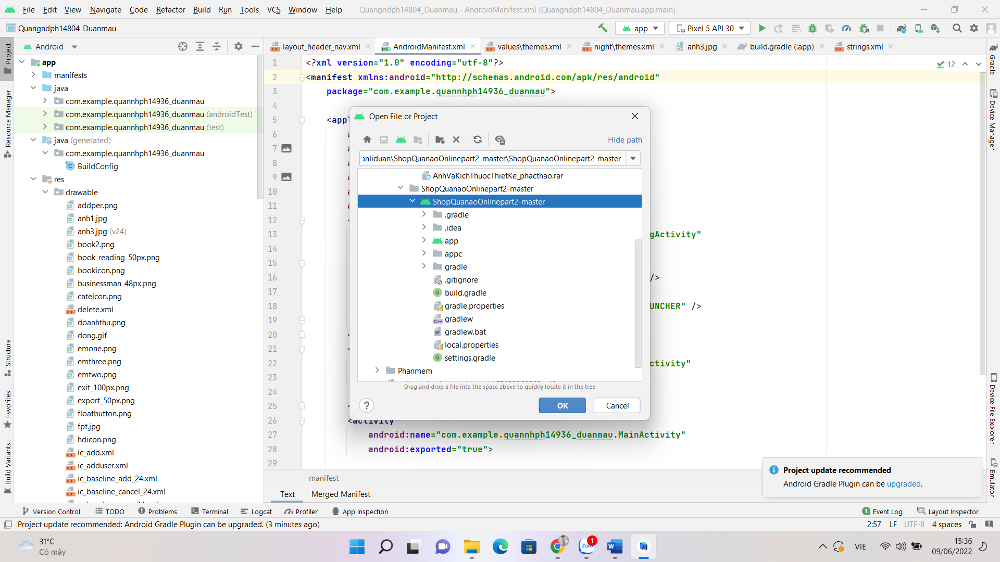 File Edit View Navigate Code Refactor Build Run Tools VCS Window Help Quangndph14804_Duanmau - AndroidManifest.xml [Quangndph14804_Duanmau.app.main]
Quangndph14804_Duanmau app Pixel 5 API 30
Android
layout_header_nav.xml AndroidManifest.xml values\themes.xml night\themes.xml anh3.jpg build.gradle (:app) strings.xml
Project
Resource Manager
Structure
Favorites
Build Variants
app
manifests
java
com.example.quannhph14936_duanmau
com.example.quannhph14936_duanmau (androidTest)
com.example.quannhph14936_duanmau (test)
java (generated)
com.example.quannhph14936_duanmau
BuildConfig
res
drawable
addper.png
anh1.jpg
anh3.jpg (v24)
book2.png
book_reading_50px.png
bookicon.png
businessman_48px.png
cateicon.png
delete.xml
doanhthu.png
dong.gif
emone.png
emthree.png
emtwo.png
exit_100px.png
export_50px.png
floatbutton.png
fpt.jpg
hdicon.png
ic_add.xml
ic_adduser.xml
ic_baseline_add_24.xml
ic_baseline_cancel_24.xml
1 <?xml version="1.0" encoding="utf-8"?>
2 <manifest xmlns:android="http://schemas.android.com/apk/res/android"
3 package="com.example.quannhph14936_duanmau">
4
5 <appl
6
7
8
9
10
11
12
13 gActivity"
14
15
16 />
17
18 UNCHER" />
19
20
21
22 ctivity"
23
24
25
26 <activity
27 android:name="com.example.quannhph14936_duanmau.MainActivity"
28 android:exported="true">
29
12
Open File or Project
Hide path
anliduan\ShopQuanaoOnlinepart2-master\ShopQuanaoOnlinepart2-master
AnhVaKichThuocThietKe_phacthao.rar
ShopQuanaoOnlinepart2-master
ShopQuanaoOnlinepart2-master
.gradle
.idea
app
appc
gradle
.gitignore
build.gradle
gradle.properties
gradlew
gradlew.bat
local.properties
settings.gradle
Phanmem
Drag and drop a file into the space above to quickly locate it in the tree
? OK Cancel
manifest
Text Merged Manifest
Project update recommended
Android Gradle Plugin can be upgraded.
Gradle
Device Manager
Device File Explorer
Emulator
Version Control TODO Problems Terminal Logcat Profiler App Inspection 1 Event Log Layout Inspector
Project update recommended: Android Gradle Plugin can be upgraded. (3 minutes ago) 2:57 LF UTF-8 4 spaces
31°C
Có mây
Zalo 1
VIE
15:36
09/06/2022